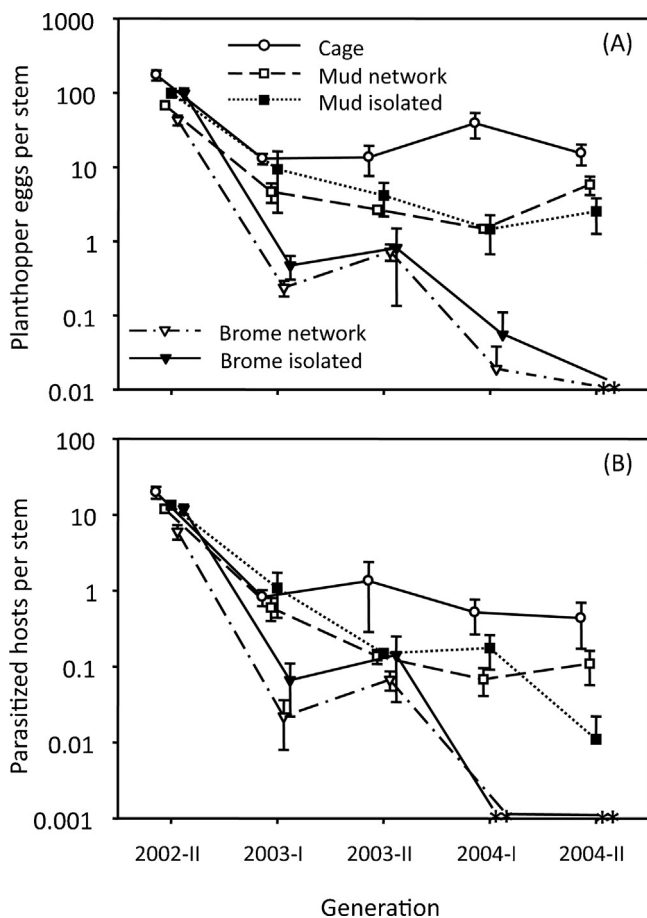 1000
(A)
Cage
Mud network
Mud isolated
100
10
1
0.1
Brome network
Brome isolated
0.01
Planthopper eggs per stem
100
(B)
10
1
0.1
0.01
0.001
Parasitized hosts per stem
2002-II 2003-I 2003-II 2004-I 2004-II
Generation